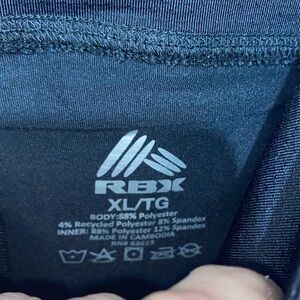 RBX
XL/TG
BODY:88% Polyester
4% Recycled Polyester 8% Spandex
INNER: 88% Polyester 12% Spandex
MADE IN CAMBODIA
RN# 63619